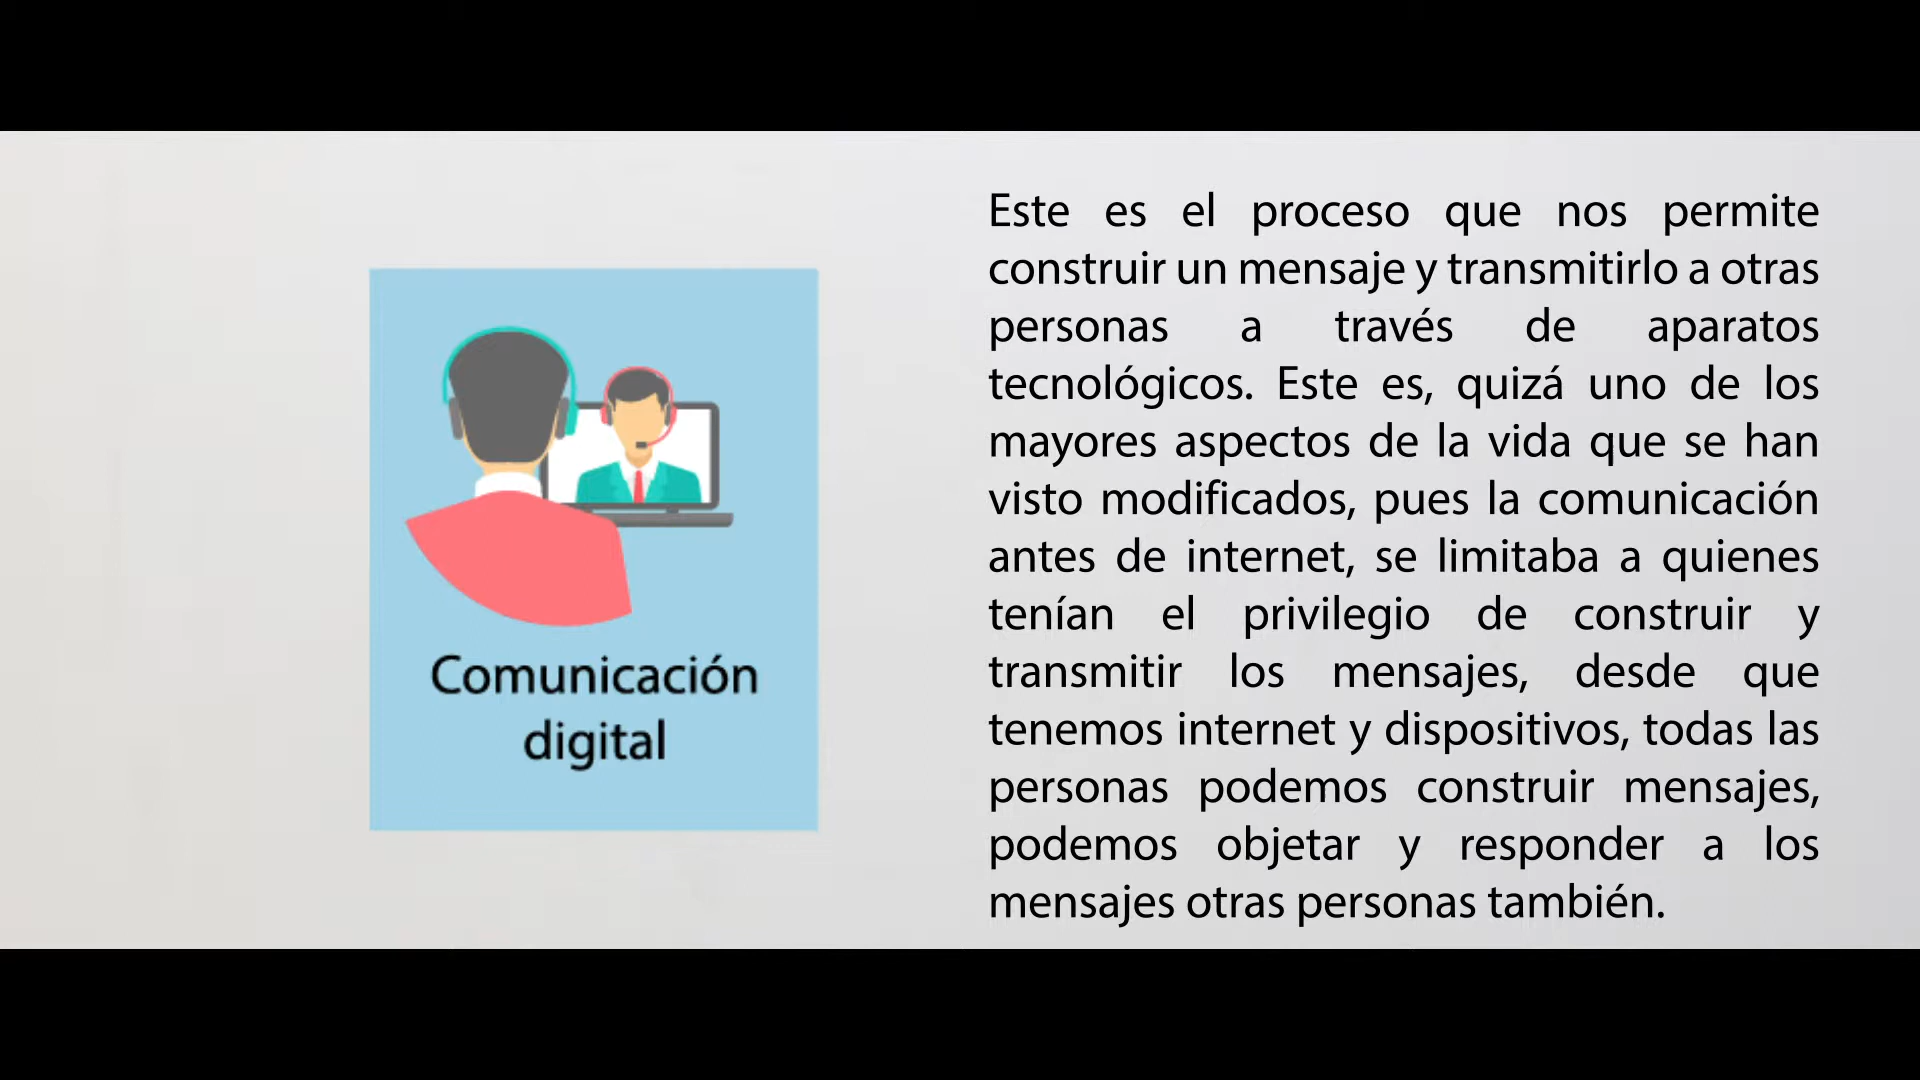 Comunicación
digital
Este es el proceso que nos permite
construir un mensaje y transmitirlo a otras
personas a través de aparatos
tecnológicos. Este es, quizá uno de los
mayores aspectos de la vida que se han
visto modificados, pues la comunicación
antes de internet, se limitaba a quienes
tenían el privilegio de construir y
transmitir los mensajes, desde que
tenemos internet y dispositivos, todas las
personas podemos construir mensajes,
podemos objetar y responder a los
mensajes otras personas también.